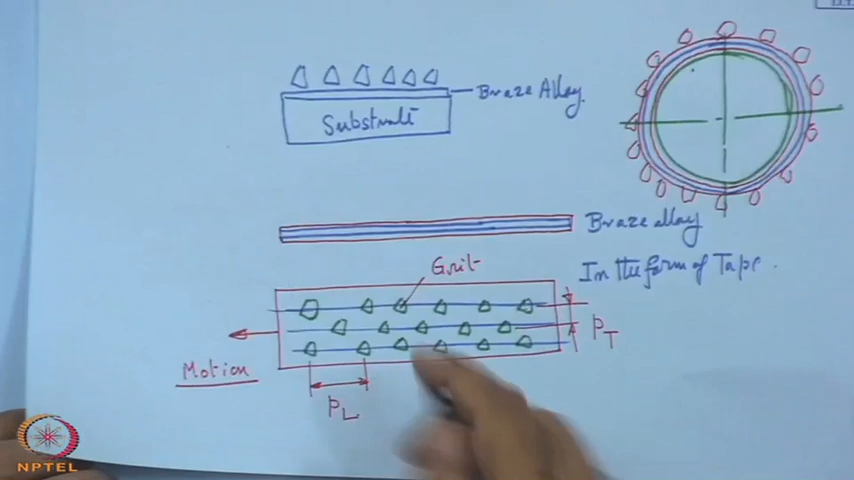 Braze Alloy.
Substrate
Braze alloy
In the form of Tape.
Grit
PT
Motion
PL
NPTEL